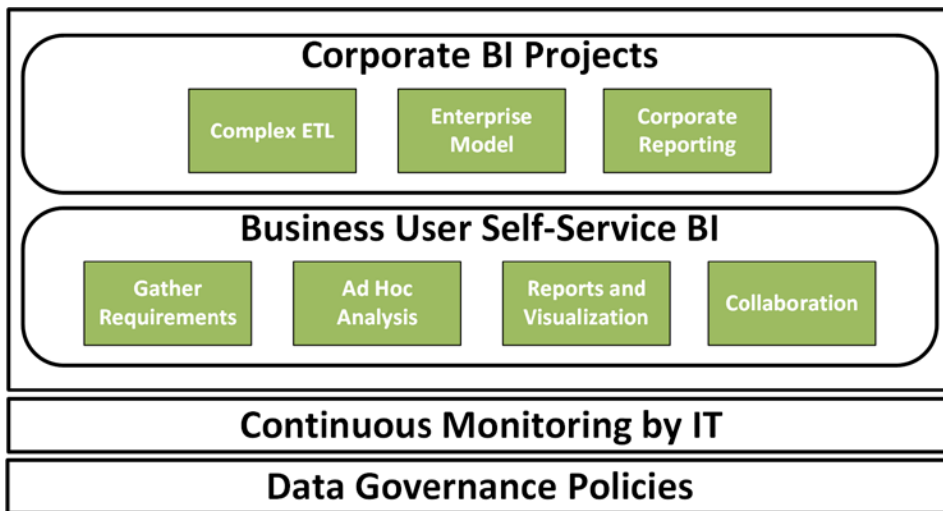 Corporate BI Projects
Complex ETL
Enterprise
Model
Corporate
Reporting
Business User Self-Service BI
Gather
Requirements
Ad Hoc
Analysis
Reports and
Visualization
Collaboration
Continuous Monitoring by IT
Data Governance Policies